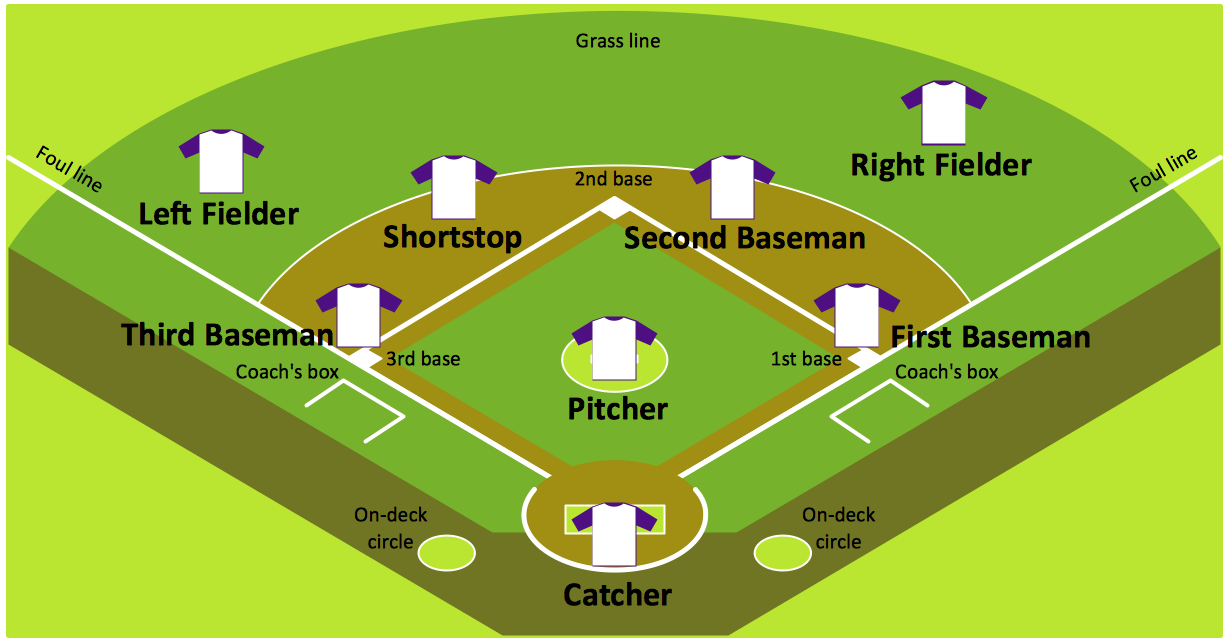 Grass line
Foul line
Foul line
Right Fielder
2nd base
Left Fielder
Shortstop
Second Baseman
Third Baseman
First Baseman
3rd base
1st base
Coach's box
Coach's box
Pitcher
On-deck
circle
On-deck
circle
Catcher